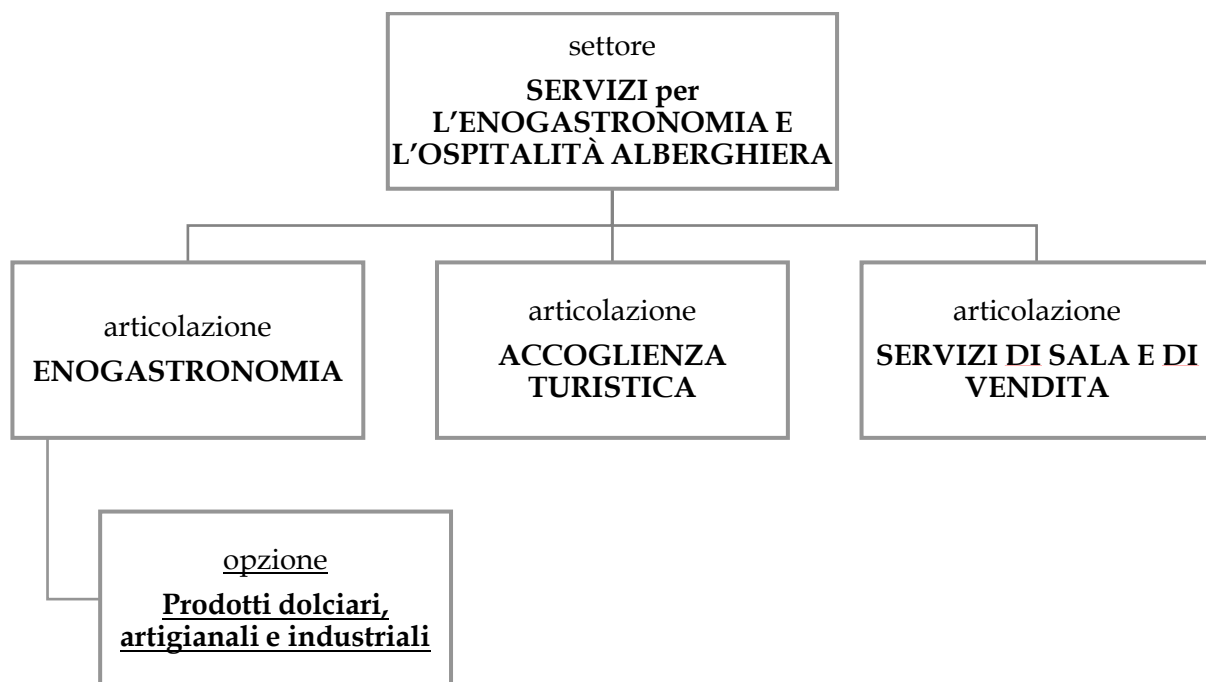 settore
SERVIZI per
L'ENOGASTRONOMIA E
L'OSPITALITÀ ALBERGHIERA
articolazione
ENOGASTRONOMIA
articolazione
ACCOGLIENZA
TURISTICA
articolazione
SERVIZI DI SALA E DI
VENDITA
opzione
Prodotti dolciari,
artigianali e industriali